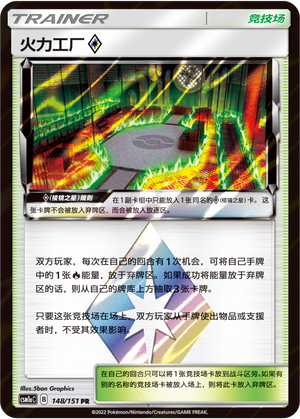 TRAINER 竞技场
火力工厂◇
◇(棱镜之星)规则
在1副卡组中只能放入1张同名的◇(棱镜之星)卡。这
张卡牌不会被放入弃牌区,而会被放入放逐区。
双方玩家,每次在自己的回合有1次机会,可将自己手牌
中的1张🔥能量,放于弃牌区。如果成功将能量放于弃牌
区的话,则从自己的牌库上方抽取3张卡牌。
只要这张竞技场在场上,双方玩家从手牌使出物品或支援
者时,不受其效果影响。
Illus.5ban Graphics
在自己的回合只可以将1张竞技场卡放到战斗区旁。如果有
别的名称的竞技场卡被放入场上,则将此卡放入弃牌区。
B 148/151 PR
©2022 Pokémon/Nintendo/Creatures/GAME FREAK.